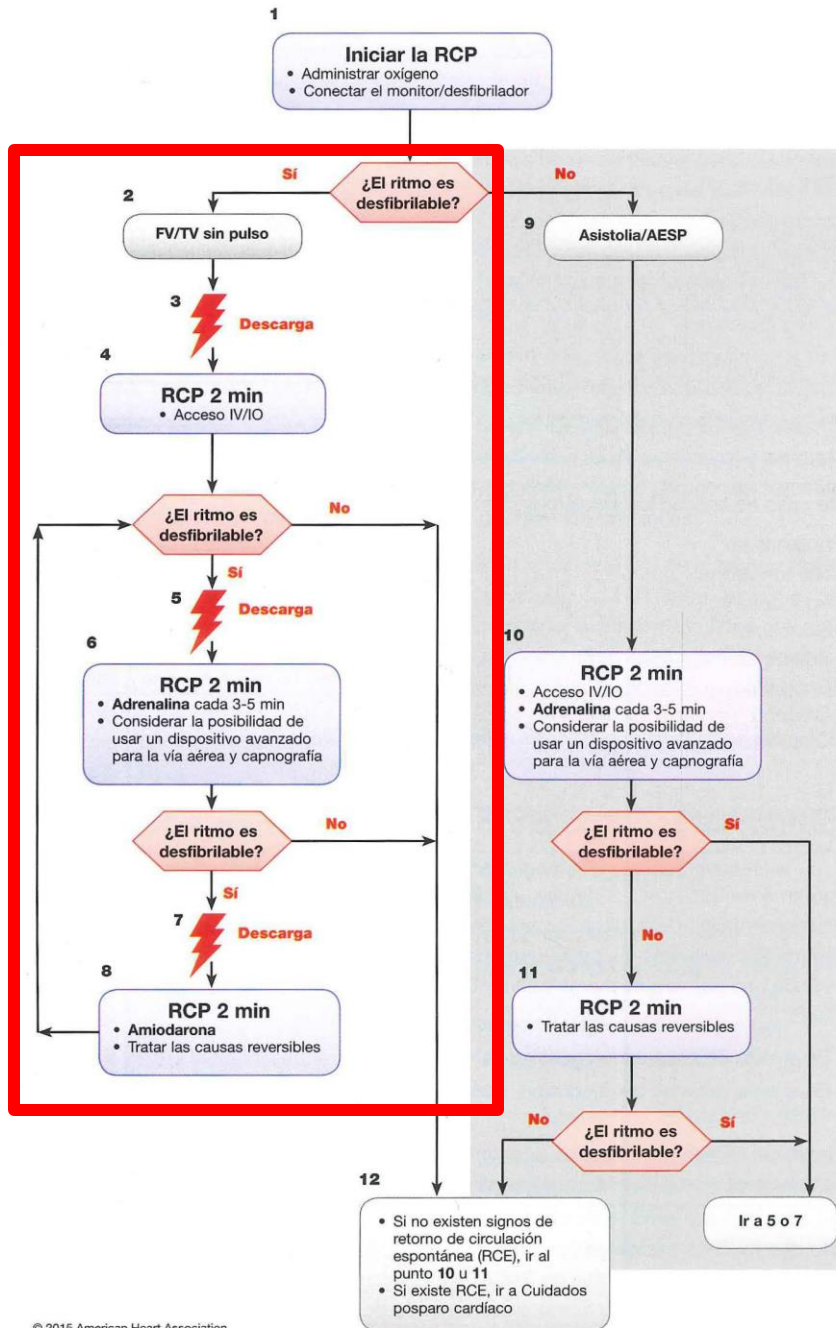 1
Iniciar la RCP
• Administrar oxígeno
• Conectar el monitor/desfibrilador
¿El ritmo es
desfibrilable?
Sí
No
2
FV/TV sin pulso
3
Descarga
4
RCP 2 min
• Acceso IV/IO
¿El ritmo es
desfibrilable?
No
Sí
5
Descarga
6
RCP 2 min
• Adrenalina cada 3-5 min
• Considerar la posibilidad de
usar un dispositivo avanzado
para la vía aérea y capnografía
¿El ritmo es
desfibrilable?
No
Sí
7
Descarga
8
RCP 2 min
• Amiodarona
• Tratar las causas reversibles
9
Asistolia/AESP
10
RCP 2 min
• Acceso IV/IO
• Adrenalina cada 3-5 min
• Considerar la posibilidad de
usar un dispositivo avanzado
para la vía aérea y capnografía
¿El ritmo es
desfibrilable?
Sí
No
11
RCP 2 min
• Tratar las causas reversibles
¿El ritmo es
desfibrilable?
No
Sí
12
• Si no existen signos de
retorno de circulación
espontánea (RCE), ir al
punto 10 u 11
• Si existe RCE, ir a Cuidados
posparo cardíaco
Ir a 5 o 7
© 2015 American Heart Association